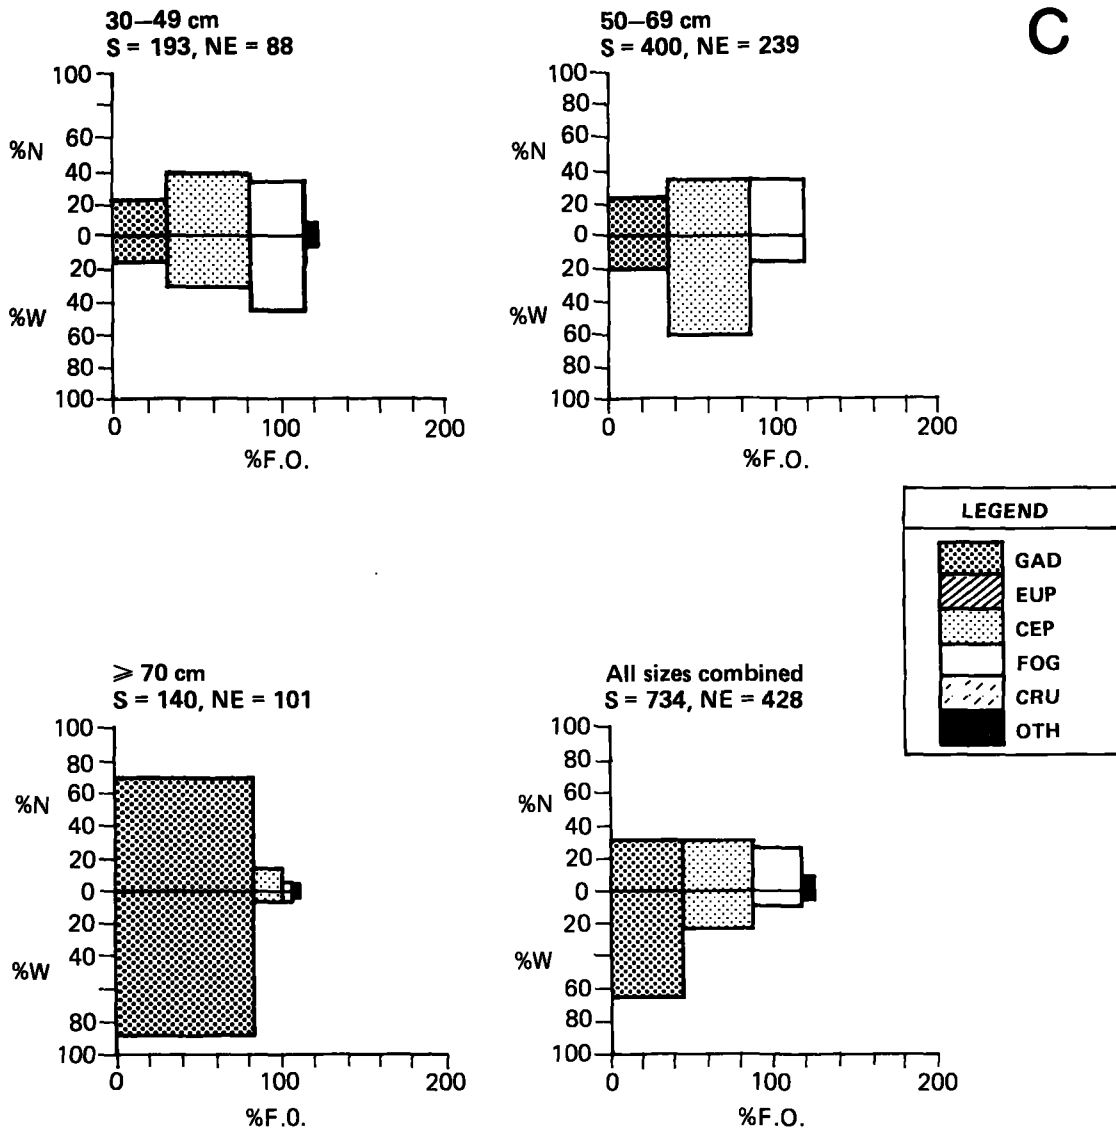 C
30–49 cm
S = 193, NE = 88
100
60
%N
40
20
0
20
40
%W
60
80
100
0 100 200
%F.O.
50–69 cm
S = 400, NE = 239
100
80
60
%N
40
20
0
20
40
%W
60
80
100
0 100 200
%F.O.
LEGEND
GAD
EUP
CEP
FOG
CRU
OTH
⩾ 70 cm
S = 140, NE = 101
100
80
60
%N
40
20
0
20
40
%W
80
100
0 100 200
%F.O.
All sizes combined
S = 734, NE = 428
100
80
60
%N
40
20
0
20
%W
60
80
100
0 100 200
%F.O.